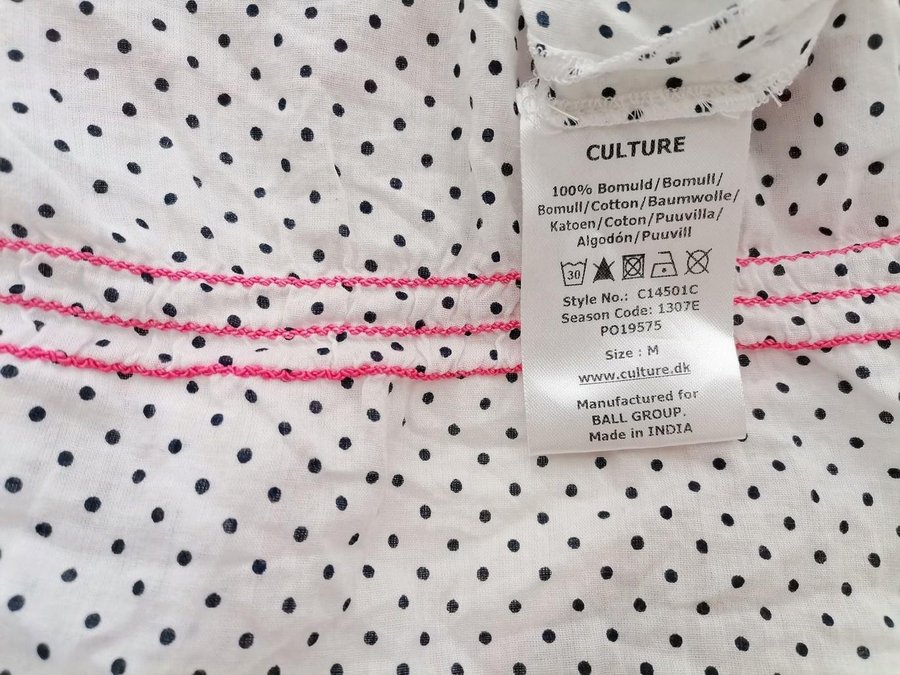 CULTURE
100% Bomuld/Bomull/
Bomull/Cotton/Baumwolle/
Katoen/Coton/Puuvilla/
Algodón/Puuvill
30
Style No.: C14501C
Season Code: 1307E
PO19575
Size : M
www.culture.dk
Manufactured for
BALL GROUP.
Made in INDIA